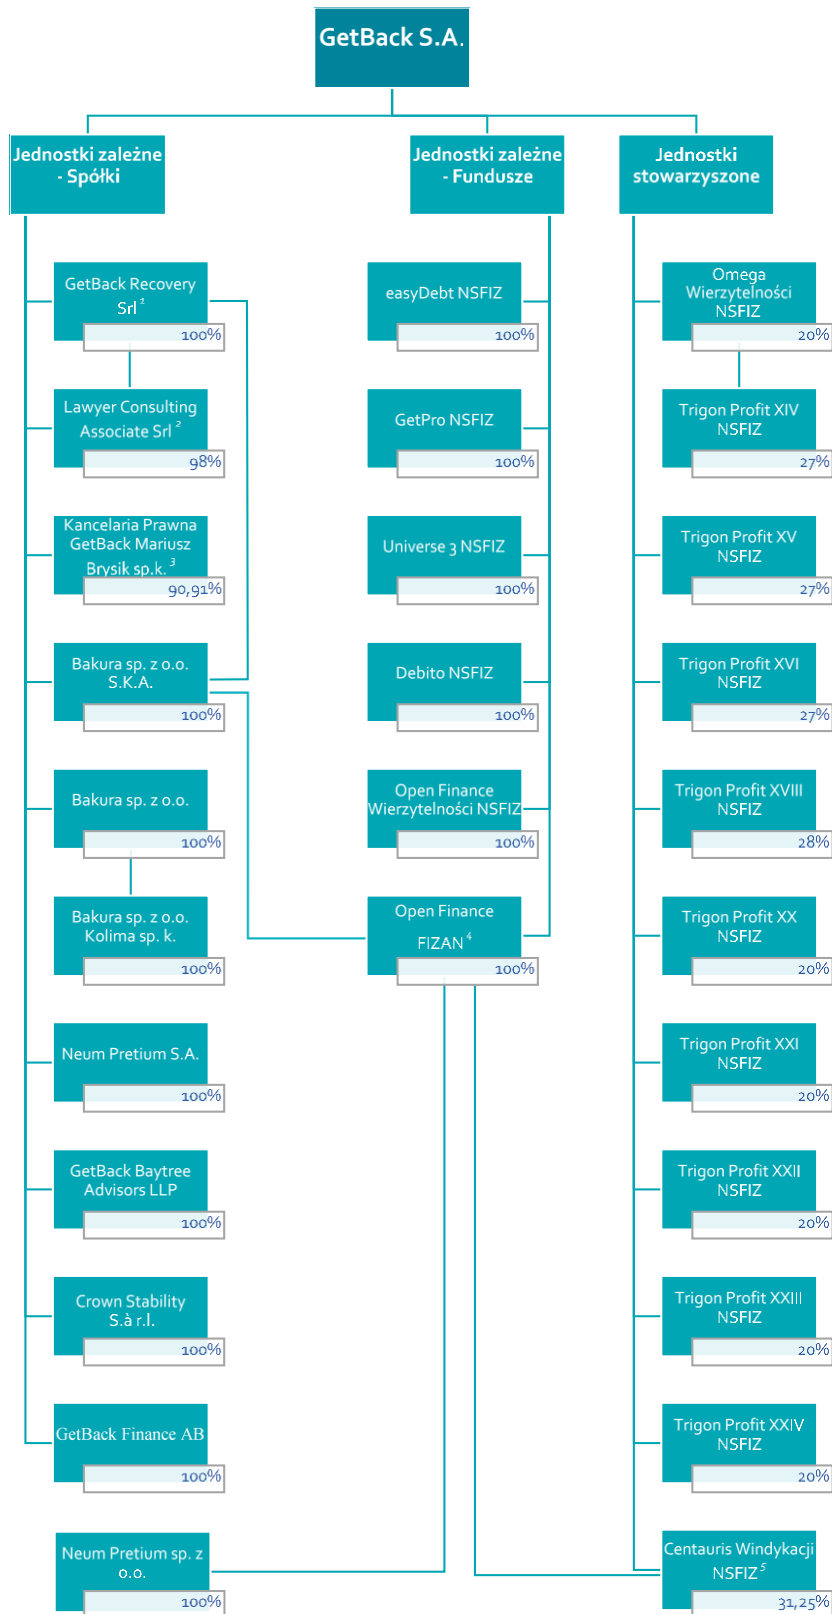 GetBack S.A.
Jednostki zależne
- Spółki
GetBack Recovery
Srl ¹
100%
Lawyer Consulting
Associate Srl ²
98%
Kancelaria Prawna
GetBack Mariusz
Brysik sp.k. ³
90,91%
Bakura sp. z o.o.
S.K.A.
100%
Bakura sp. z o.o.
100%
Bakura sp. z o.o.
Kolima sp. k.
100%
Neum Pretium S.A.
100%
GetBack Baytree
Advisors LLP
100%
Crown Stability
S.à r.l.
100%
GetBack Finance AB
100%
Neum Pretium sp. z
o.o.
100%
Jednostki zależne
- Fundusze
easyDebt NSFIZ
100%
GetPro NSFIZ
100%
Universe 3 NSFIZ
100%
Debito NSFIZ
100%
Open Finance
Wierzytelności NSFIZ
100%
Open Finance
FIZAN ⁴
100%
Jednostki
stowarzyszone
Omega
Wierzytelności
NSFIZ
20%
Trigon Profit XIV
NSFIZ
27%
Trigon Profit XV
NSFIZ
27%
Trigon Profit XVI
NSFIZ
27%
Trigon Profit XVIII
NSFIZ
28%
Trigon Profit XX
NSFIZ
20%
Trigon Profit XXI
NSFIZ
20%
Trigon Profit XXII
NSFIZ
20%
Trigon Profit XXIII
NSFIZ
20%
Trigon Profit XXIV
NSFIZ
20%
Centauris Windykacji
NSFIZ ⁵
31,25%